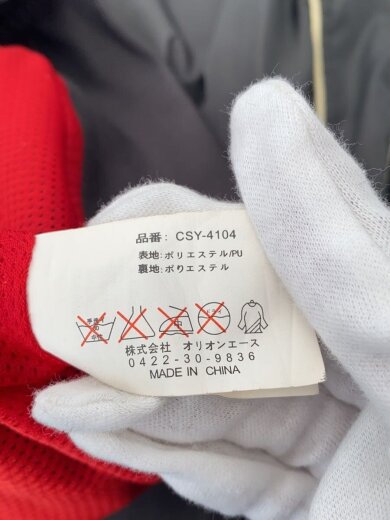 品番: CSY-4104
表地: ポリエステル/PU
裏地: ポリエステル
株式会社 オリオンエース
0422-30-9836
MADE IN CHINA